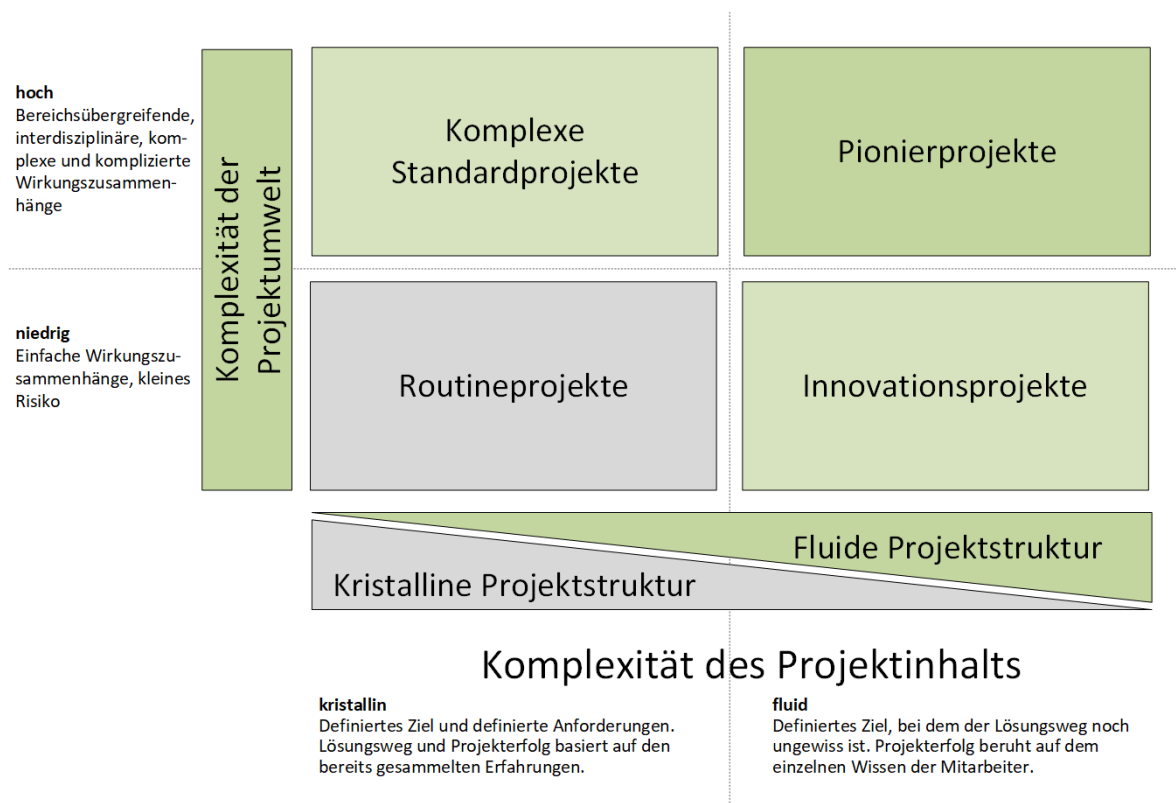 hoch
Bereichsübergreifende,
interdisziplinäre, kom-
plexe und komplizierte
Wirkungszusammen-
hänge
Komplexität der
Projektumwelt
Komplexe
Standardprojekte
Pionierprojekte
niedrig
Einfache Wirkungszu-
sammenhänge, kleines
Risiko
Routineprojekte
Innovationsprojekte
Fluide Projektstruktur
Kristalline Projektstruktur
Komplexität des Projektinhalts
kristallin
Definiertes Ziel und definierte Anforderungen.
Lösungsweg und Projekterfolg basiert auf den
bereits gesammelten Erfahrungen.
fluid
Definiertes Ziel, bei dem der Lösungsweg noch
ungewiss ist. Projekterfolg beruht auf dem
einzelnen Wissen der Mitarbeiter.